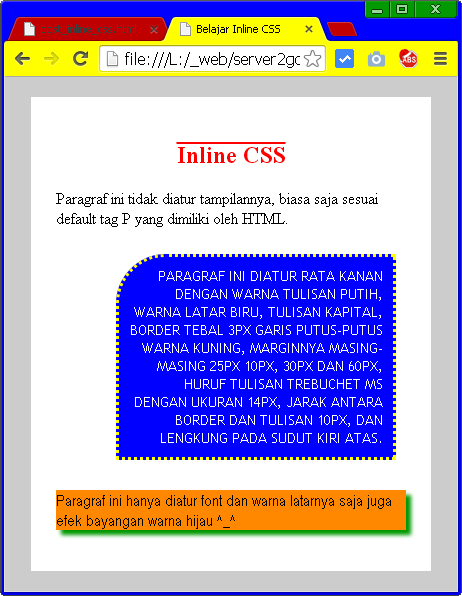 Belajar Inline CSS
file:///L:/_web/server2go
ABS
Inline CSS
Paragraf ini tidak diatur tampilannya, biasa saja sesuai
default tag P yang dimiliki oleh HTML.
PARAGRAF INI DIATUR RATA KANAN
DENGAN WARNA TULISAN PUTIH,
WARNA LATAR BIRU, TULISAN KAPITAL,
BORDER TEBAL 3PX GARIS PUTUS-PUTUS
WARNA KUNING, MARGINNYA MASING-
MASING 25PX 10PX, 30PX DAN 60PX,
HURUF TULISAN TREBUCHET MS
DENGAN UKURAN 14PX, JARAK ANTARA
BORDER DAN TULISAN 10PX, DAN
LENGKUNG PADA SUDUT KIRI ATAS.
Paragraf ini hanya diatur font dan warna latarnya saja juga
efek bayangan warna hijau ^_^